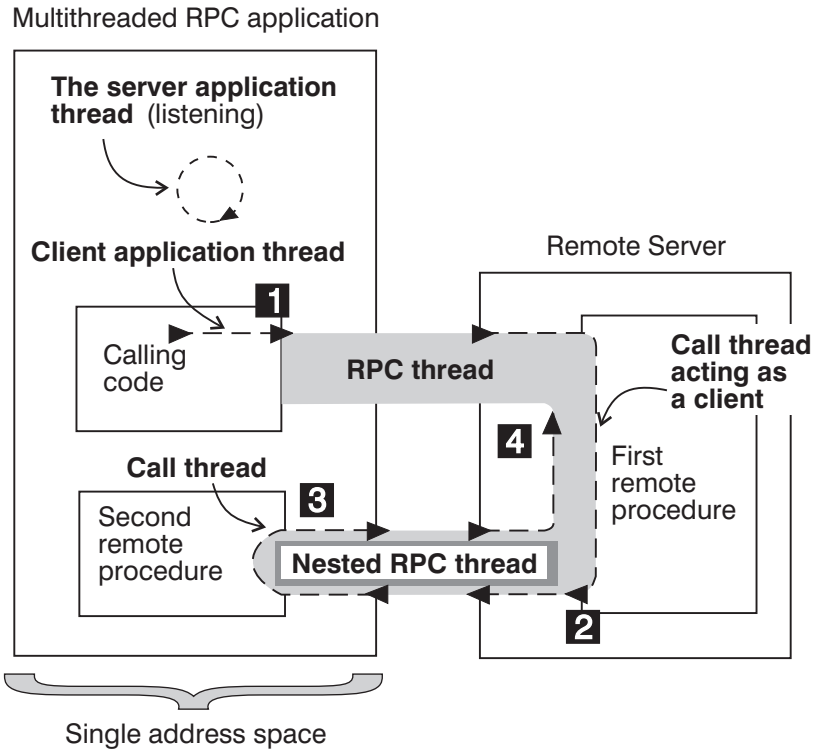 Multithreaded RPC application
The server application
thread (listening)
Client application thread
1
Calling
code
RPC thread
Remote Server
Call thread
acting as
a client
4
First
remote
procedure
Call thread
3
Second
remote
procedure
Nested RPC thread
2
Single address space